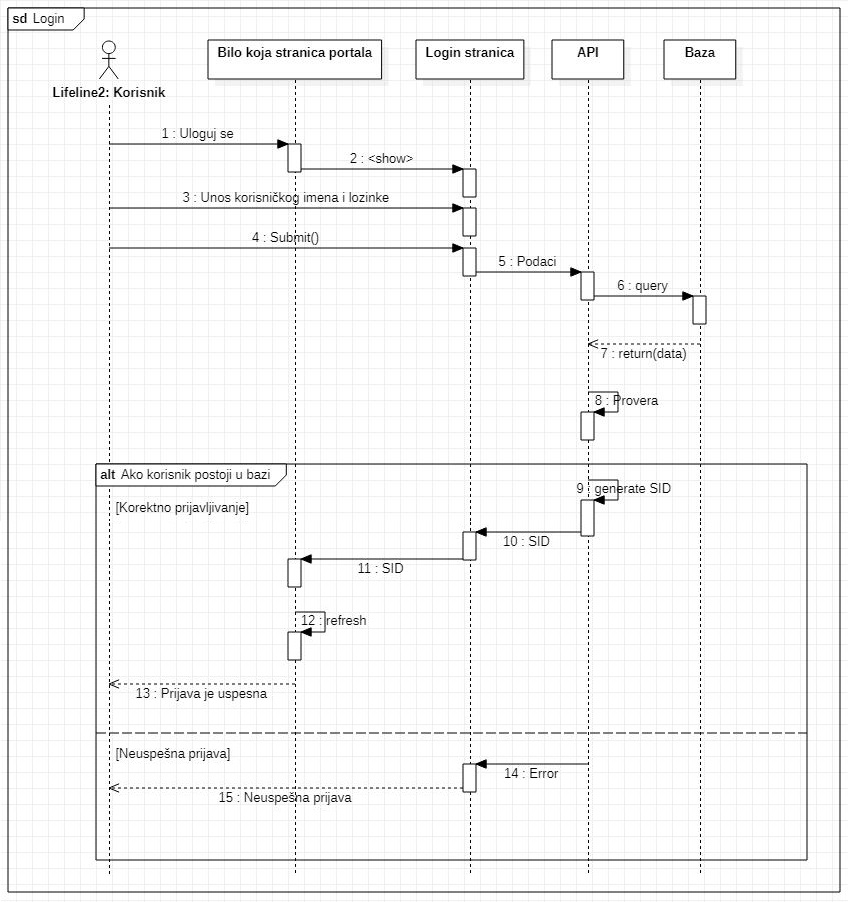 sd Login
Bilo koja stranica portala
Login stranica
API
Baza
Lifeline2: Korisnik
1 : Uloguj se
2 : <show>
3 : Unos korisničkog imena i lozinke
4 : Submit()
5 : Podaci
6 : query
7 : return(data)
8 : Provera
alt Ako korisnik postoji u bazi
9 : generate SID
[Korektno prijavljivanje]
10 : SID
11 : SID
12 : refresh
13 : Prijava je uspesna
[Neuspešna prijava]
14 : Error
15 : Neuspešna prijava